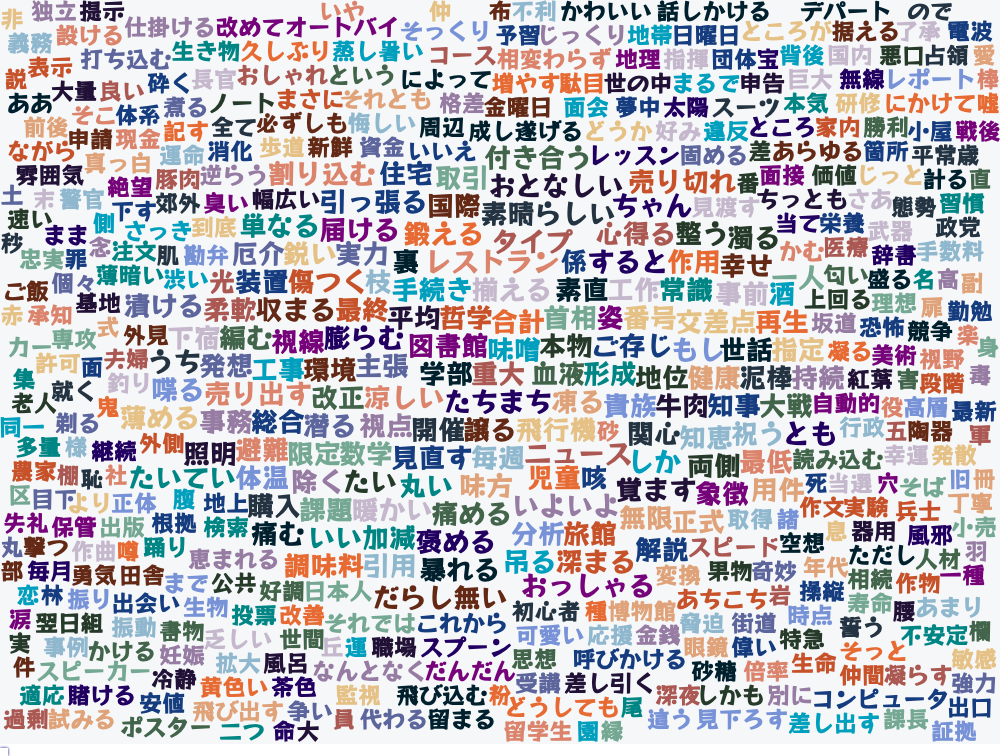 非 独立 提示 いや 仲 布 不利 かわいい 話しかける デパート ので
義務 設ける 仕掛ける 改めて オートバイ そっくり 予習 じっくり 地帯 日曜日 ところが 据える 了承 電波
説 表示 打ち込む 生き物 久しぶり 蒸し暑い コース 相変わらず 地理 指揮 団体 宝 背後 国内 悪口 占領 愛
ああ 大量 良い 砕く 長官 おしゃれ という によって 増やす 駄目 世の中 まるで 申告 巨大 無線 レポート 棒
そこ 体系 煮る ノート まさに それとも 格差 金曜日 面会 夢中 太陽 スーツ 本気 研修 にかけて 嘘
前後 申請 現金 記す 全て 必ずしも 悔しい 周辺 成し遂げる どうか 好み 違反 ところ 家内 勝利 小屋 戦後
ながら 真っ白 運命 消化 歩道 新鮮 資金 いいえ 付き合う レッスン 固める 差 あらゆる 箇所 平常 歳
雰囲気 絶望 豚肉 逆らう 割り込む 住宅 取引 おとなしい 売り切れ 番 面接 価値 じっと 計る 直
土 末 警官 下す 郊外 臭い 幅広い 引っ張る 国際 素晴らしい ちゃん 見渡す ちっとも さあ 態勢 習慣
速い まま 側 さっき 到底 単なる 届ける 鍛える タイプ 心得る 整う 濁る 当て 栄養 武器 政党
秒 忠実 罪 念 注文 肌 勘弁 厄介 鋭い 実力 裏 レストラン 係 すると 作用 幸せ かむ 医療 辞書 手数料
ご飯 個々 薄暗い 渋い 光 装置 傷つく 枝 手続き 揃える 素直 工作 常識 事前 酒 一人 匂い 盛る 名 高 副
赤 承知 基地 漬ける 柔軟 収まる 最終 平均 哲学 合計 首相 姿 番号 交差点 再生 坂道 上回る 理想 扉 勤勉
カー 専攻 式 外見 下宿 編む 視線 膨らむ 図書館 味噌 本物 ご存じ もし 世話 指定 凝る 恐怖 競争 美術 視野 楽 身
集 許可 面 夫婦 うち 発想 工事 環境 主張 学部 重大 血液 形成 地位 健康 泥棒 持続 紅葉 害 段階 毒
老人 就く 釣り 喋る 売り出す 改正 涼しい たちまち 凍る 貴族 牛肉 知事 大戦 自動的 役 高層 最新
同一 剃る 鬼 薄める 事務 総合 潜る 視点 開催 譲る 飛行機 砂 関心 知恵 祝う とも 行政 五 陶器 軍
多量 様 継続 外側 照明 避難 限定 数学 見直す 毎週 ニュース しか 両側 最低 読み込む 幸運 発散
農家 棚 恥 社 たいてい 体温 除く たい 丸い 味方 児童 咳 覚ます 象徴 用件 死 当選 穴 そば 旧 冊
区 目下 より 正体 腹 地上 購入 課題 暖かい 痛める いよいよ 無限 正式 取得 諸 作文 実験 兵士 丁寧
失礼 保管 出版 根拠 検索 痛む いい加減 褒める 分析 旅館 解説 スピード 空想 息 器用 風邪 小売
丸 撃つ 作曲 噂 踊り 恵まれる 調味料 引用 暴れる 吊る 深まる 変換 果物 奇妙 年代 ただし 人材 羽
部 毎月 勇気 田舎 まで 公共 好調 日本人 だらし無い おっしゃる あちこち 岩 操縦 相続 作物 一種
恋 林 振り 出会い 生物 投票 改善 それでは これから 初心者 種 博物館 脅迫 街道 時点 寿命 腰 あまり
涙 翌日 組 振動 書物 乏しい 世間 丘 運 職場 スプーン 可愛い 応援 金銭 眼鏡 偉い 特急 誓う 不安定 欄
実 事例 かける 妊娠 拡大 風呂 なんとなく だんだん 思想 呼びかける 砂糖 倍率 生命 そっと 仲間 凝らす 敏感
件 スピーカー 冷静 黄色い 茶色 監視 飛び込む 粉 受講 差し引く 深夜 しかも 別に コンピュータ 強力
適応 賭ける 安値 飛び出す 争い 員 代わる 留まる どうしても 尾 違う 見下ろす 差し出す 課長 出口
過剰 試みる ポスター 二つ 命 大 留学生 園 縁 証拠